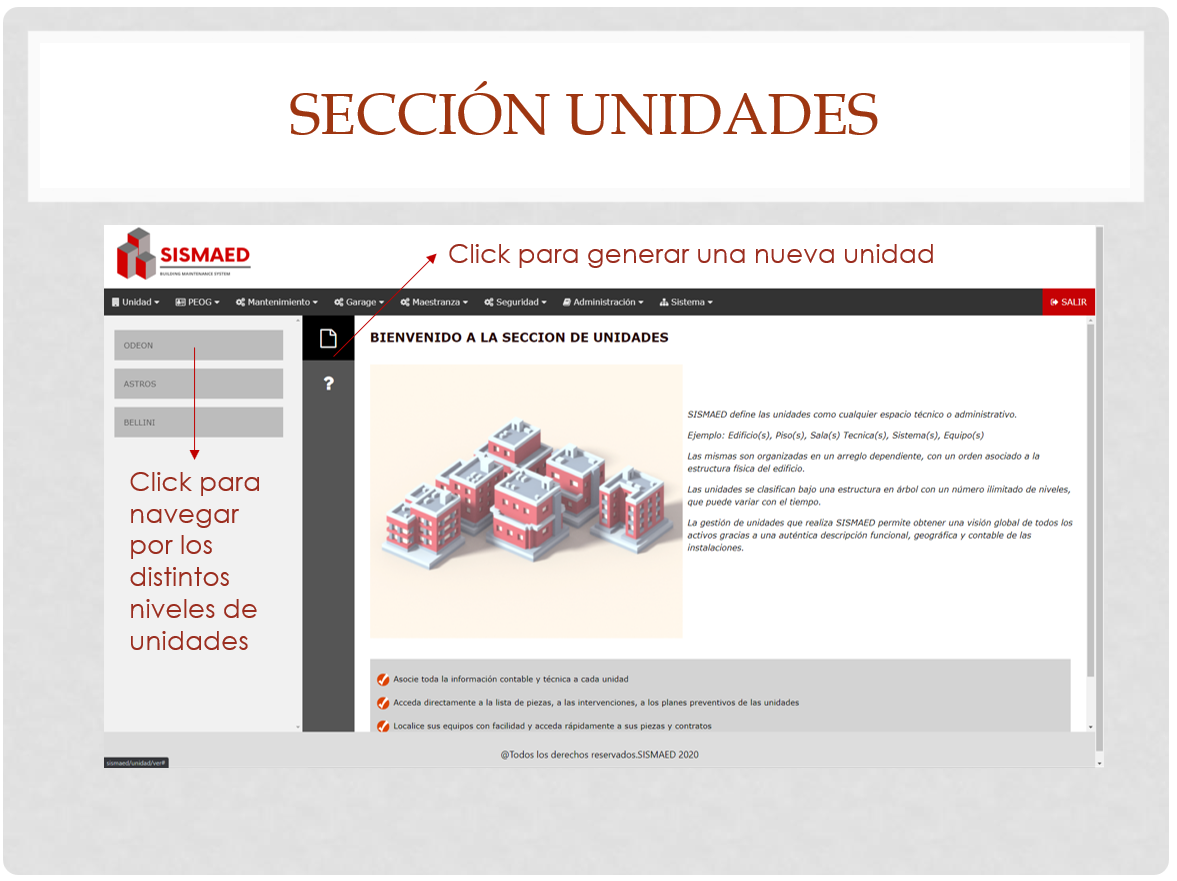 SECCIÓN UNIDADES
SISMAED
BUILDING MAINTENANCE SYSTEM
Click para generar una nueva unidad
Unidad PEOG Mantenimiento Garage Maestranza Seguridad Administración Sistema SALIR
ODEON
ASTROS
BELLINI
Click para
navegar
por los
distintos
niveles de
unidades
?
BIENVENIDO A LA SECCION DE UNIDADES
SISMAED define las unidades como cualquier espacio técnico o administrativo.
Ejemplo: Edificio(s), Piso(s), Sala(s) Tecnica(s), Sistema(s), Equipo(s)
Las mismas son organizadas en un arreglo dependiente, con un orden asociado a la
estructura física del edificio.
Las unidades se clasifican bajo una estructura en árbol con un número ilimitado de niveles,
que puede variar con el tiempo.
La gestión de unidades que realiza SISMAED permite obtener una visión global de todos los
activos gracias a una auténtica descripción funcional, geográfica y contable de las
instalaciones.
Asocie toda la información contable y técnica a cada unidad
Acceda directamente a la lista de piezas, a las intervenciones, a los planes preventivos de las unidades
Localice sus equipos con facilidad y acceda rápidamente a sus piezas y contratos
@Todos los derechos reservados.SISMAED 2020
sismaed/unidad/ver#